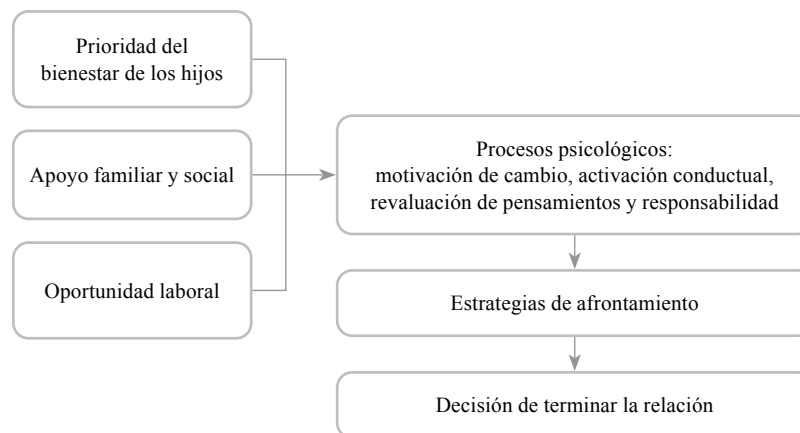 Prioridad del
bienestar de los hijos
Apoyo familiar y social
Oportunidad laboral
Procesos psicológicos:
motivación de cambio, activación conductual,
revaluación de pensamientos y responsabilidad
Estrategias de afrontamiento
Decisión de terminar la relación